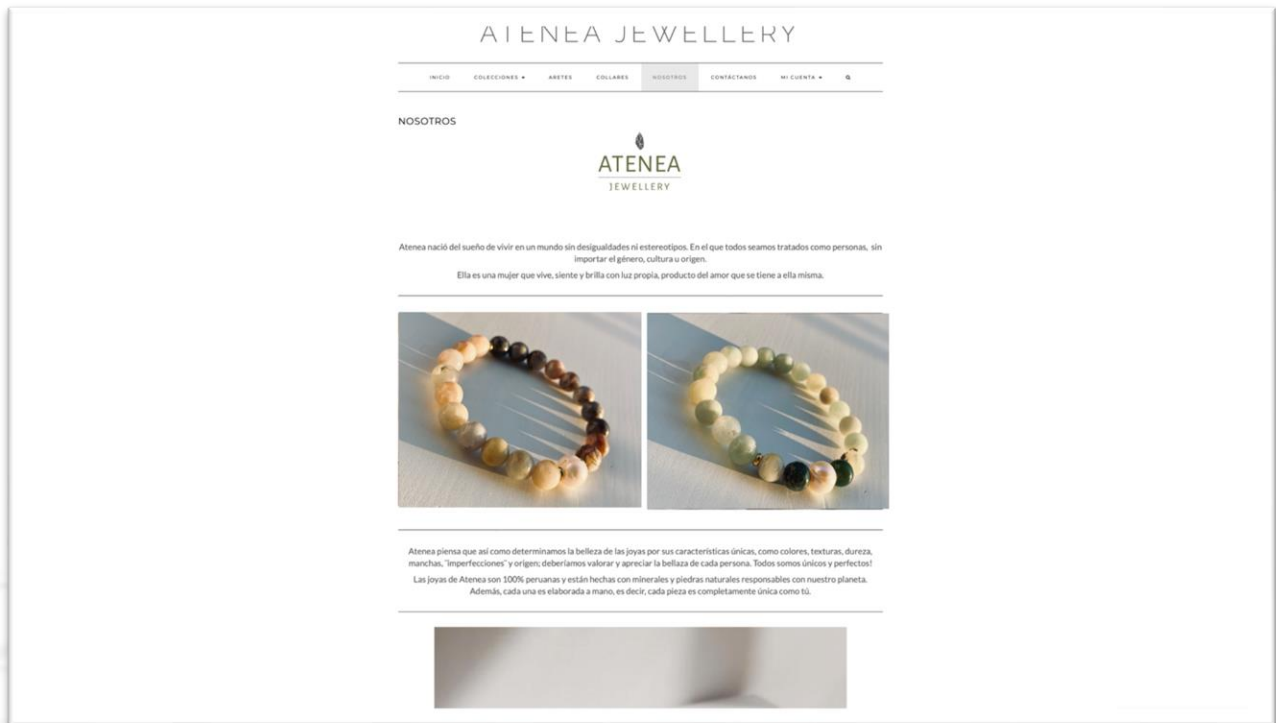 ATENEA JEWELLERY
INICIO COLECCIONES ARETES COLLARES NOSOTROS CONTÁCTANOS MI CUENTA
NOSOTROS
ATENEA
JEWELLERY
Atenea nació del sueño de vivir en un mundo sin desigualdades ni estereotipos. En el que todos seamos tratados como personas, sin
importar el género, cultura u origen.
Ella es una mujer que vive, siente y brilla con luz propia, producto del amor que se tiene a ella misma.
Atenea piensa que así como determinamos la belleza de las joyas por sus características únicas, como colores, texturas, dureza,
manchas, ¨imperfecciones¨ y origen; deberíamos valorar y apreciar la bellaza de cada persona. Todos somos únicos y perfectos!
Las joyas de Atenea son 100% peruanas y están hechas con minerales y piedras naturales responsables con nuestro planeta.
Además, cada una es elaborada a mano, es decir, cada pieza es completamente única como tú.